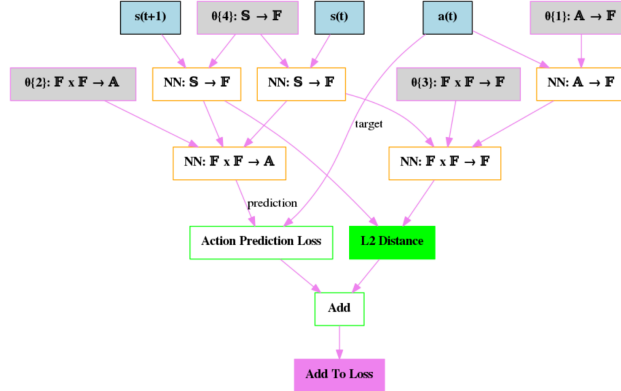 s(t+1)
θ{4}: 𝕊 → 𝔽
s(t)
a(t)
θ{1}: 𝔸 → 𝔽
θ{2}: 𝔽 x 𝔽 → 𝔸
NN: 𝕊 → 𝔽
NN: 𝕊 → 𝔽
θ{3}: 𝔽 x 𝔽 → 𝔽
NN: 𝔸 → 𝔽
target
NN: 𝔽 x 𝔽 → 𝔸
NN: 𝔽 x 𝔽 → 𝔽
prediction
Action Prediction Loss
L2 Distance
Add
Add To Loss